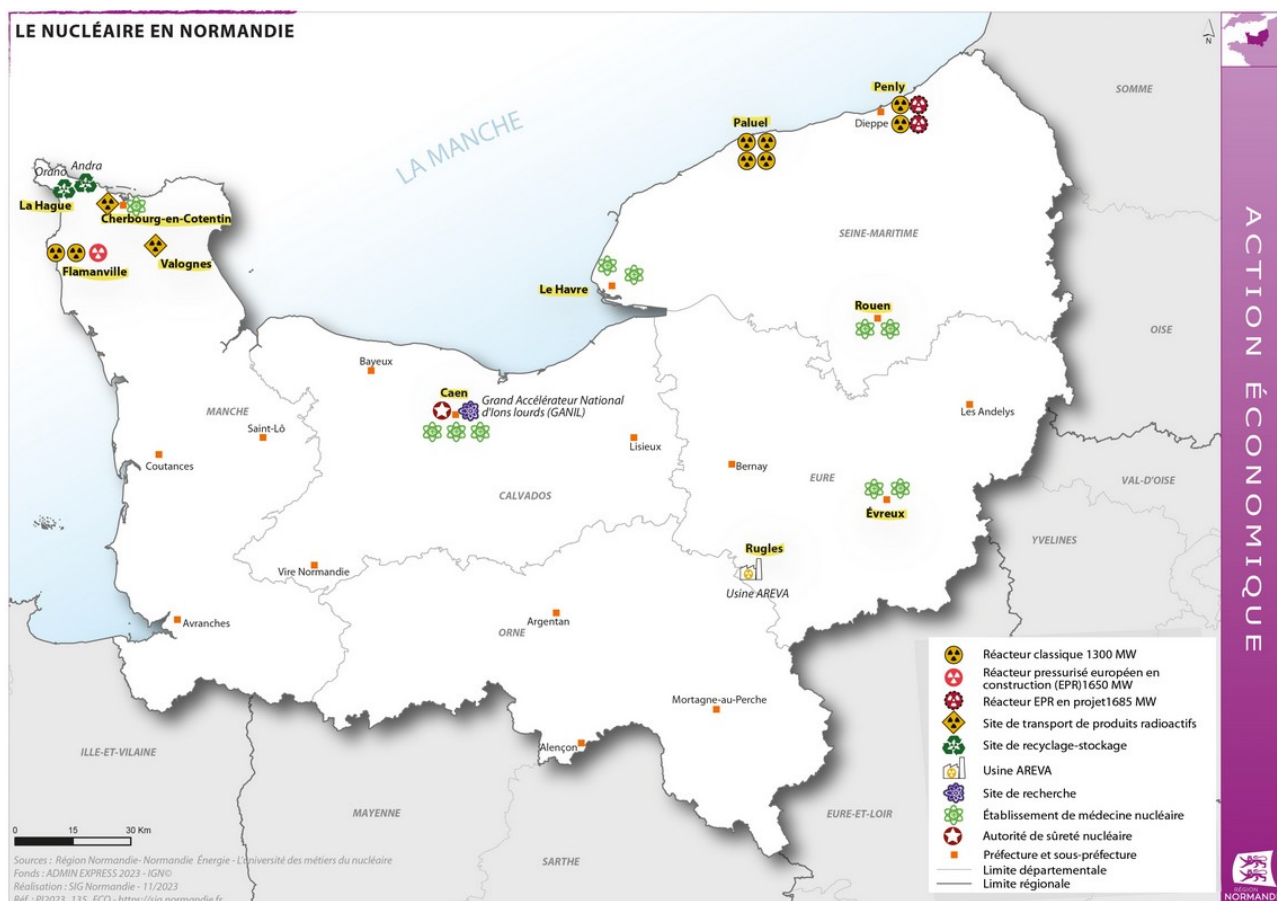 LE NUCLÉAIRE EN NORMANDIE
N
SOMME
LA MANCHE
Penly
Dieppe
Paluel
Orano
Andra
La Hague
Cherbourg-en-Cotentin
Valognes
Flamanville
SEINE-MARITIME
Le Havre
Rouen
OISE
Bayeux
Caen
Grand Accélérateur National
d'Ions lourds (GANIL)
MANCHE
Saint-Lô
Coutances
Lisieux
Les Andelys
Bernay
CALVADOS
EURE
VAL-D'OISE
Évreux
YVELINES
Rugles
Usine AREVA
Vire Normandie
Avranches
Argentan
ORNE
Mortagne-au-Perche
Alençon
ILLE-ET-VILAINE
MAYENNE
SARTHE
EURE-ET-LOIR
Réacteur classique 1300 MW
Réacteur pressurisé européen en
construction (EPR)1650 MW
Réacteur EPR en projet1685 MW
Site de transport de produits radioactifs
Site de recyclage-stockage
Usine AREVA
Site de recherche
Établissement de médecine nucléaire
Autorité de sûreté nucléaire
Préfecture et sous-préfecture
Limite départementale
Limite régionale
0 15 30 Km
Sources : Région Normandie- Normandie Énergie - L'université des métiers du nucléaire
Fonds : ADMIN EXPRESS 2023 - IGN©
Réalisation : SIG Normandie - 11/2023
Réf : PJ2023_135_ECO - https://sig.normandie.fr
ACTION ÉCONOMIQUE
RÉGION
NORMAND